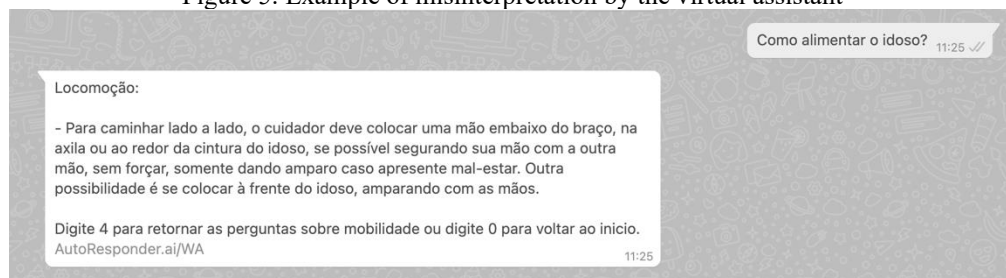 Figure 5. Example of misinterpretation by the virtual assistant
Como alimentar o idoso? 11:25
Locomoção:
- Para caminhar lado a lado, o cuidador deve colocar uma mão embaixo do braço, na
axila ou ao redor da cintura do idoso, se possível segurando sua mão com a outra
mão, sem forçar, somente dando amparo caso apresente mal-estar. Outra
possibilidade é se colocar à frente do idoso, amparando com as mãos.
Digite 4 para retornar as perguntas sobre mobilidade ou digite 0 para voltar ao inicio.
AutoResponder.ai/WA
11:25